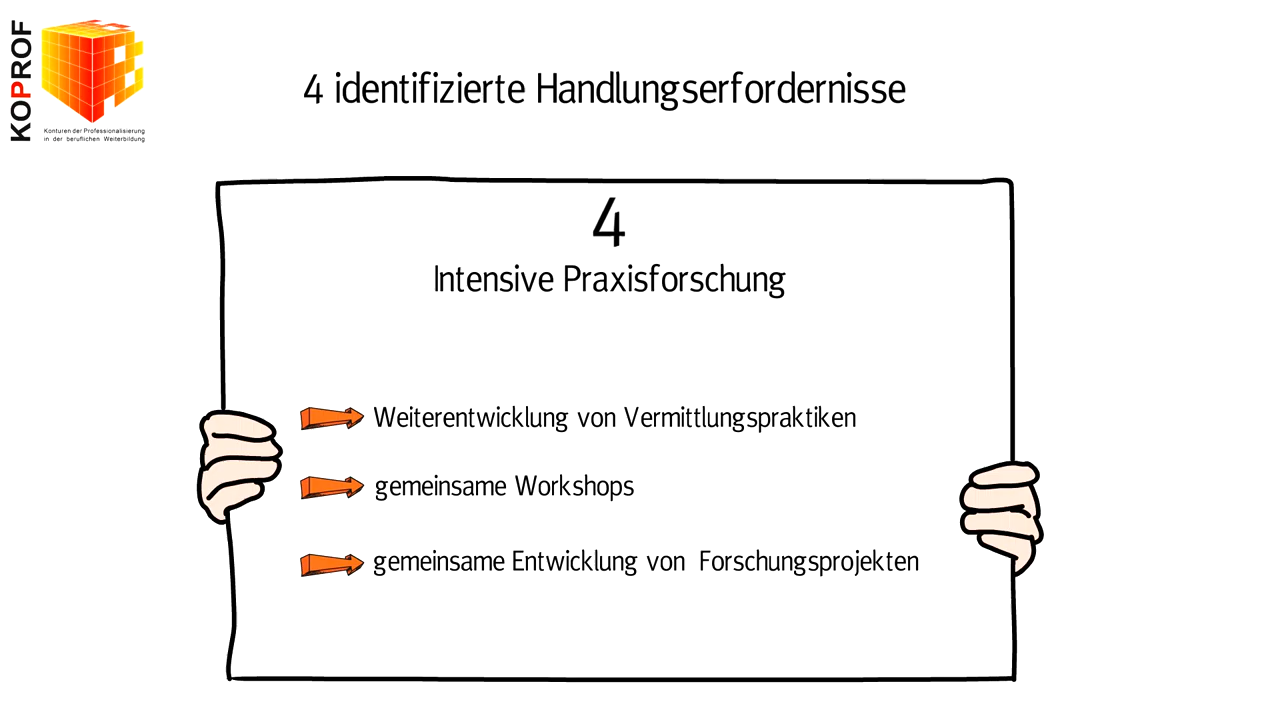 KOPROF
Konturen der Professionalisierung
in der beruflichen Weiterbildung
4 identifizierte Handlungserfordernisse
4
Intensive Praxisforschung
Weiterentwicklung von Vermittlungspraktiken
gemeinsame Workshops
gemeinsame Entwicklung von Forschungsprojekten